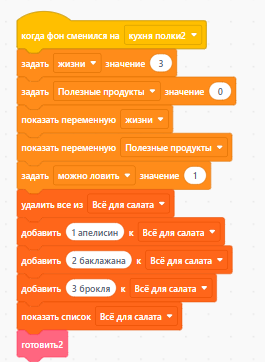 когда фон сменился на кухня полки2
задать жизни значение 3
задать Полезные продукты значение 0
показать переменную жизни
показать переменную Полезные продукты
задать можно ловить значение 1
удалить все из Всё для салата
добавить 1 апелисин к Всё для салата
добавить 2 баклажана к Всё для салата
добавить 3 брокля к Всё для салата
показать список Всё для салата
готовить2